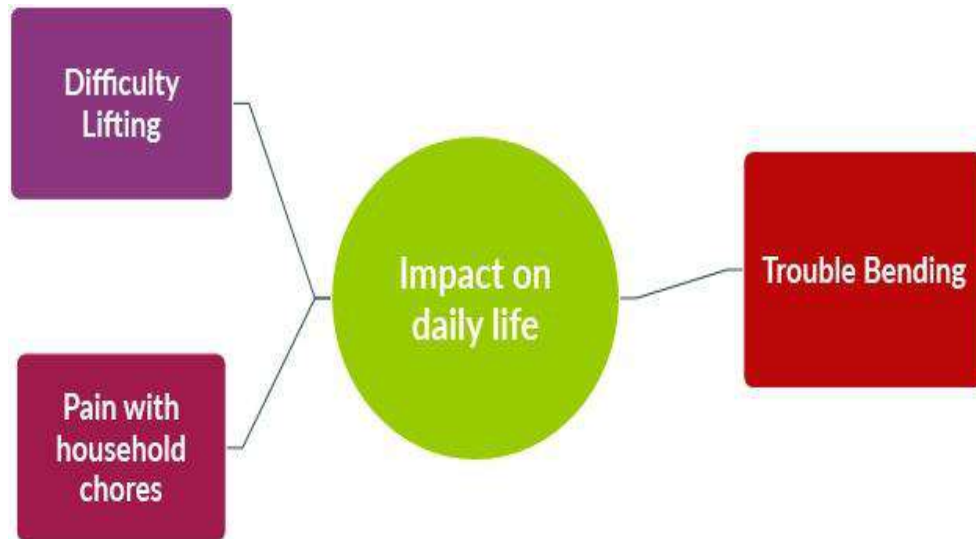 Difficulty
Lifting
Impact on
daily life
Trouble Bending
Pain with
household
chores